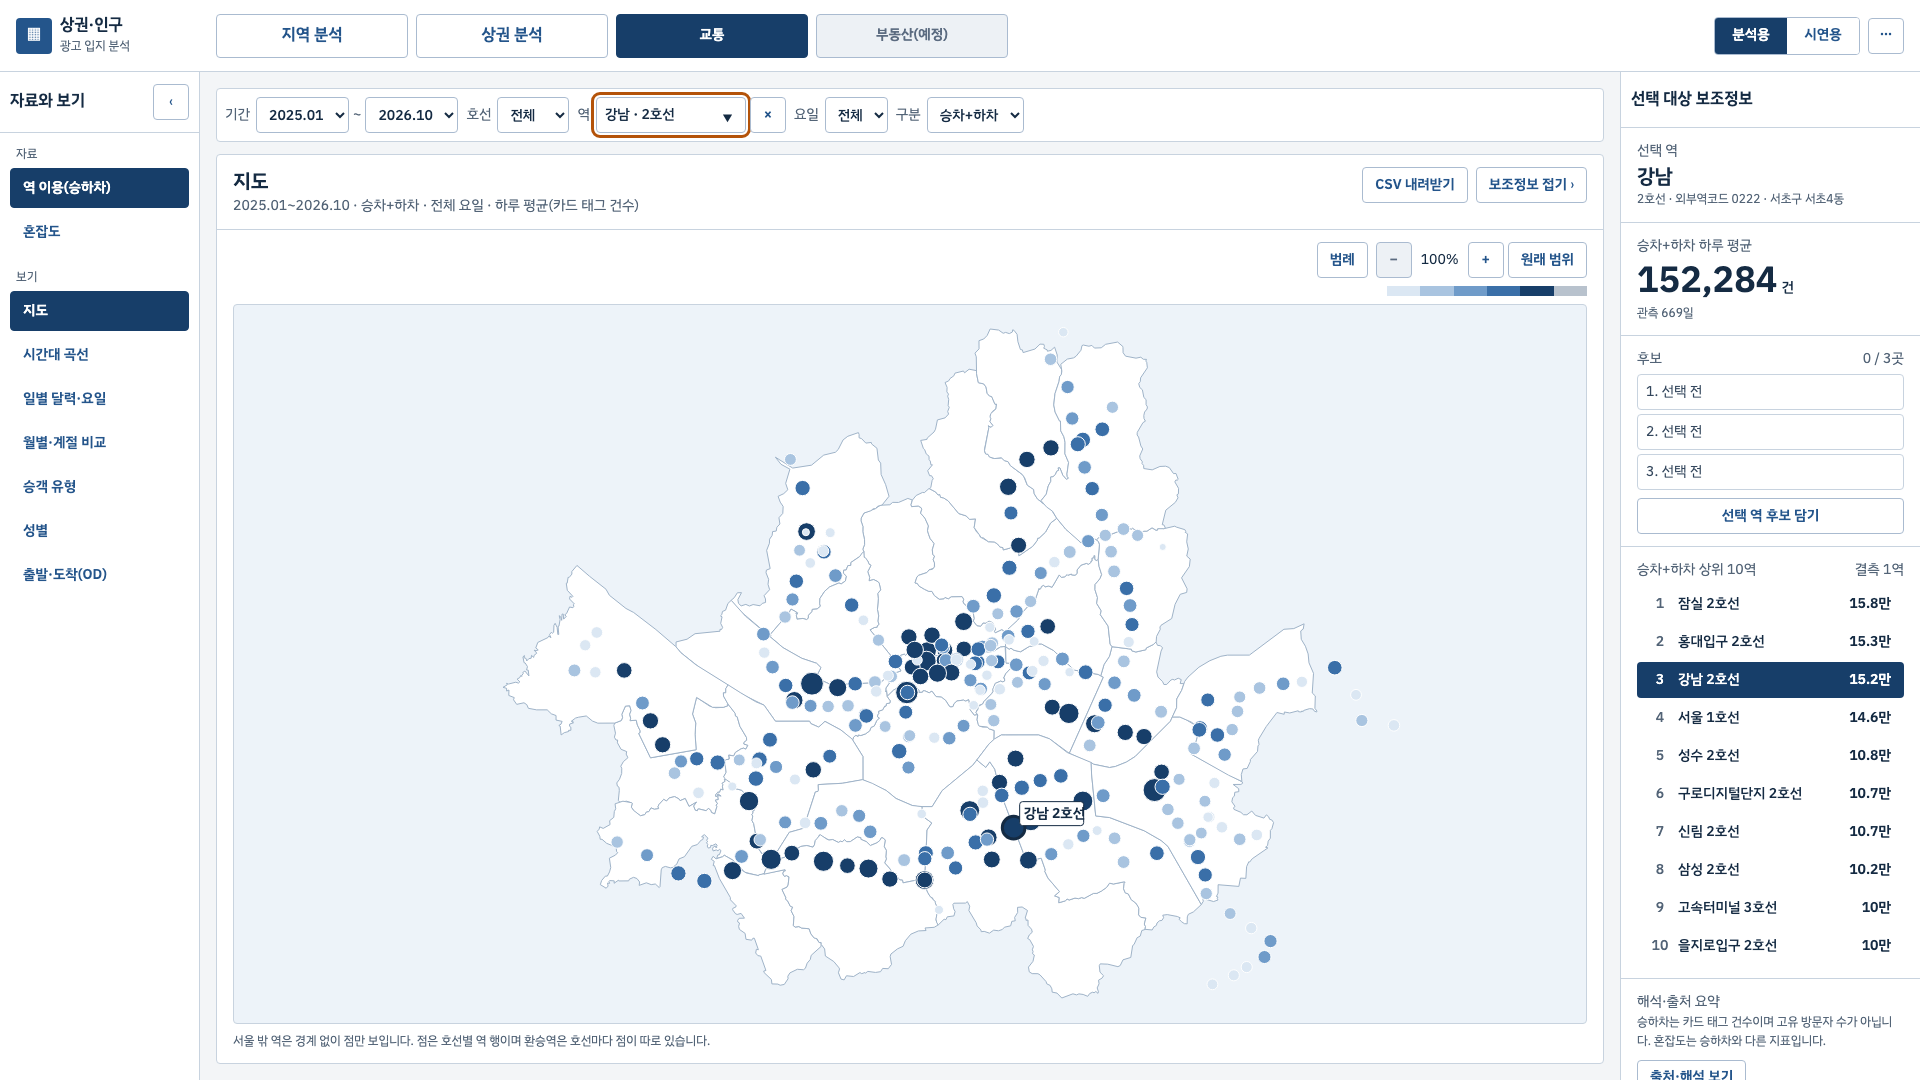 상권·인구
광고 입지 분석
지역 분석
상권 분석
교통
부동산(예정)
분석용
시연용
···
자료와 보기
‹
자료
역 이용(승하차)
혼잡도
보기
지도
시간대 곡선
일별 달력·요일
월별·계절 비교
승객 유형
성별
출발·도착(OD)
기간 2025.01 ~ 2026.10 호선 전체 역 강남 · 2호선 ▼ × 요일 전체 구분 승차+하차
지도
2025.01~2026.10 · 승차+하차 · 전체 요일 · 하루 평균(카드 태그 건수)
CSV 내려받기
보조정보 접기 ›
범례
− 100% +
원래 범위
강남 2호선
서울 밖 역은 경계 없이 점만 보입니다. 점은 호선별 역 행이며 환승역은 호선마다 점이 따로 있습니다.
선택 대상 보조정보
선택 역
강남
2호선 · 외부역코드 0222 · 서초구 서초4동
승차+하차 하루 평균
152,284 건
관측 669일
후보 0 / 3곳
1. 선택 전
2. 선택 전
3. 선택 전
선택 역 후보 담기
승차+하차 상위 10역 결측 1역
1 잠실 2호선 15.8만
2 홍대입구 2호선 15.3만
3 강남 2호선 15.2만
4 서울 1호선 14.6만
5 성수 2호선 10.8만
6 구로디지털단지 2호선 10.7만
7 신림 2호선 10.7만
8 삼성 2호선 10.2만
9 고속터미널 3호선 10만
10 을지로입구 2호선 10만
해석·출처 요약
승하차는 카드 태그 건수이며 고유 방문자 수가 아닙니
다. 혼잡도는 승하차와 다른 지표입니다.
출처·해석 보기